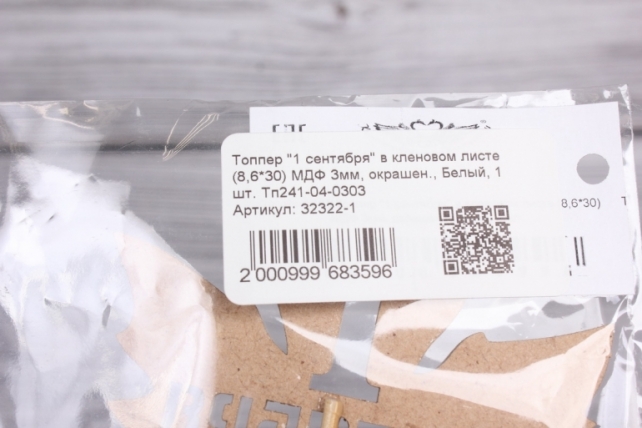 Топпер "1 сентября" в кленовом листе
(8,6*30) МДФ 3мм, окрашен., Белый, 1
шт. Тп241-04-0303
Артикул: 32322-1
2 000999 683596
8,6*30)